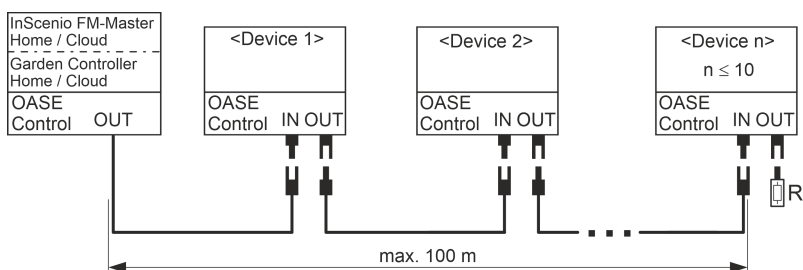 InScenio FM-Master
Home / Cloud
Garden Controller
Home / Cloud
OASE
Control OUT
<Device 1>
OASE
Control IN OUT
<Device 2>
OASE
Control IN OUT
<Device n>
n ≤ 10
OASE
Control IN OUT
R
max. 100 m